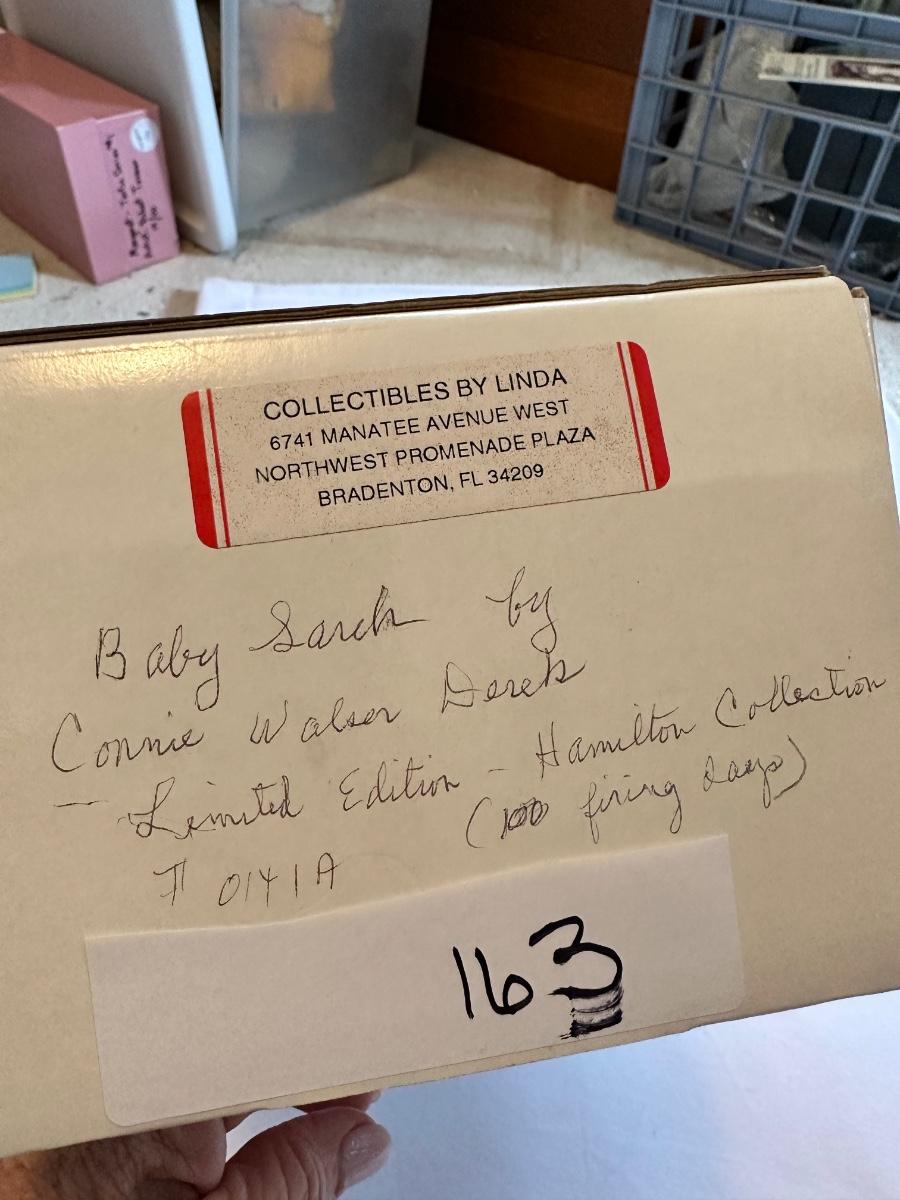 COLLECTIBLES BY LINDA
6741 MANATEE AVENUE WEST
NORTHWEST PROMENADE PLAZA
BRADENTON, FL 34209
Baby Sarah by
Connie Walser Derek
- Limited Edition - Hamilton Collection
(100 firing days)
# 0141A
163